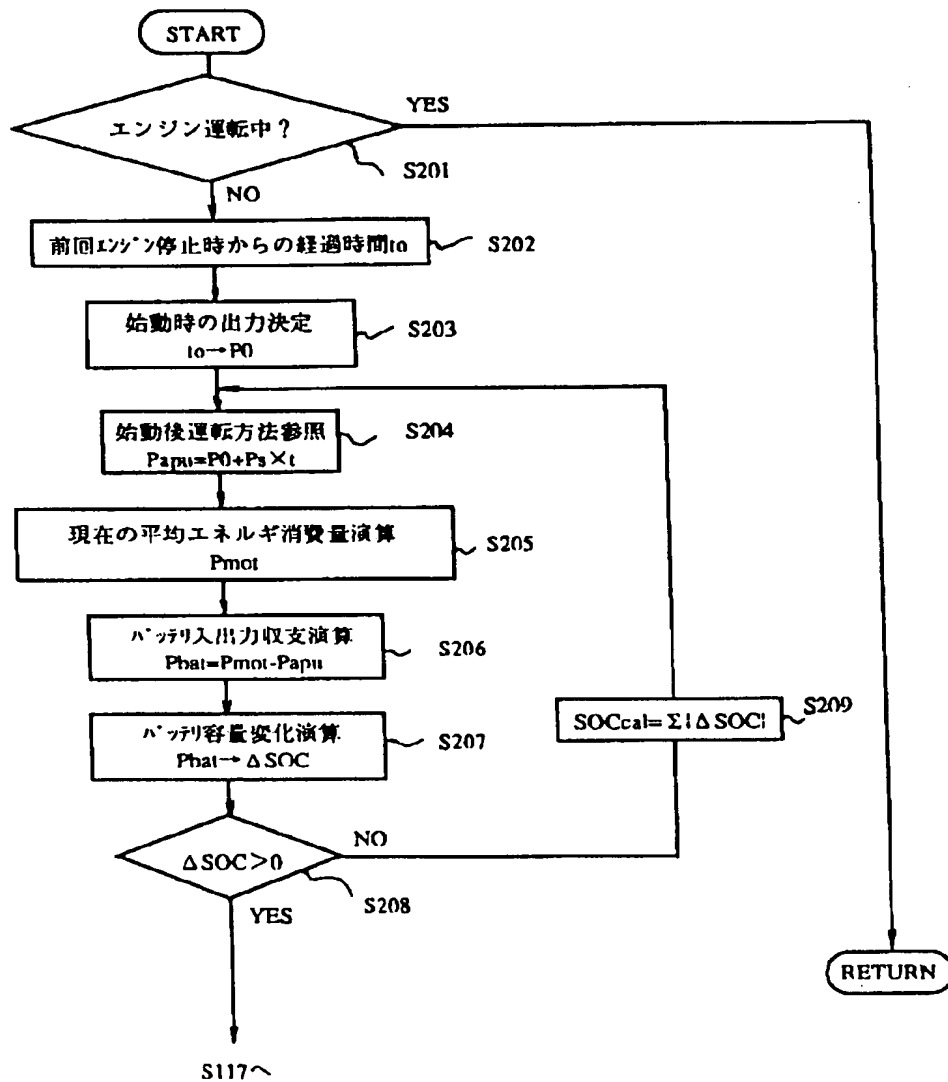 START
エンジン運転中？
YES
S201
NO
前回エンジン停止時からの経過時間to
S202
始動時の出力決定
to→P0
S203
始動後運転方法参照
Papu=P0+Ps×t
S204
現在の平均エネルギ消費量演算
Pmot
S205
バッテリ入出力収支演算
Pbat=Pmot-Papu
S206
バッテリ容量変化演算
Pbat→ΔSOC
S207
SOCcal=Σ|ΔSOC|
S209
ΔSOC>0
NO
S208
YES
RETURN
S117へ